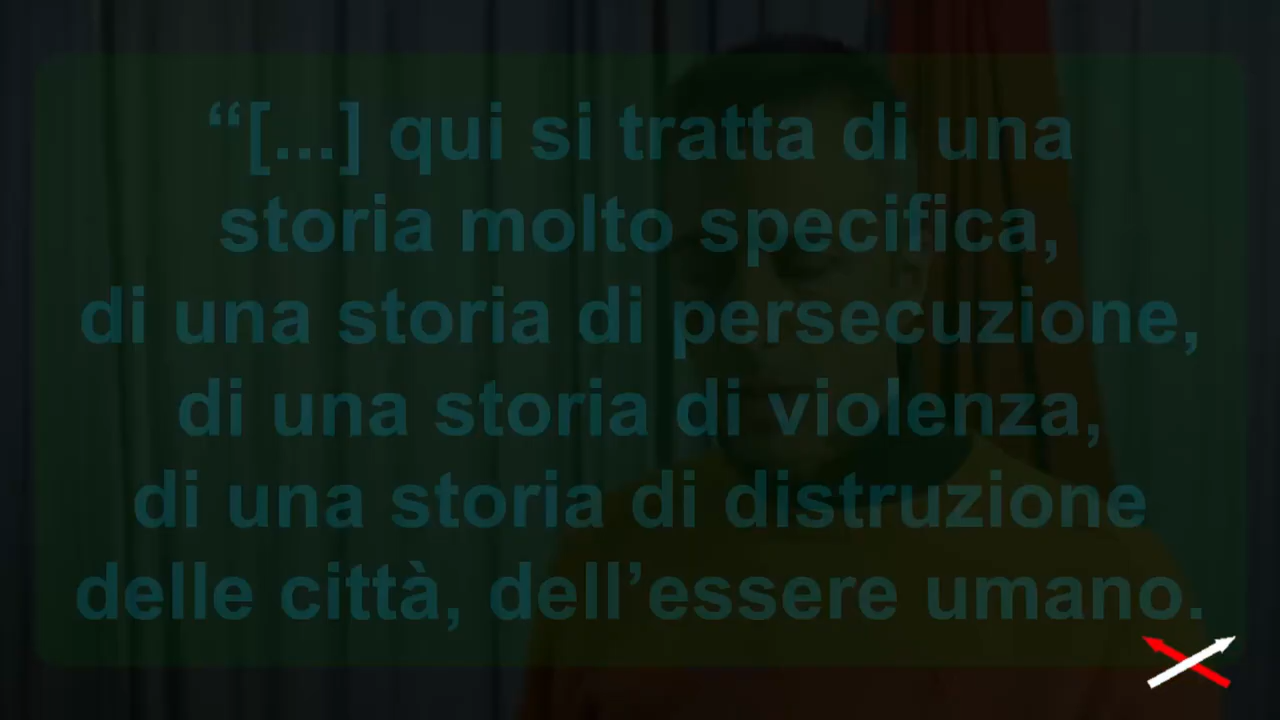 “[...] qui si tratta di una
storia molto specifica,
di una storia di persecuzione,
di una storia di violenza,
di una storia di distruzione
delle città, dell’essere umano.